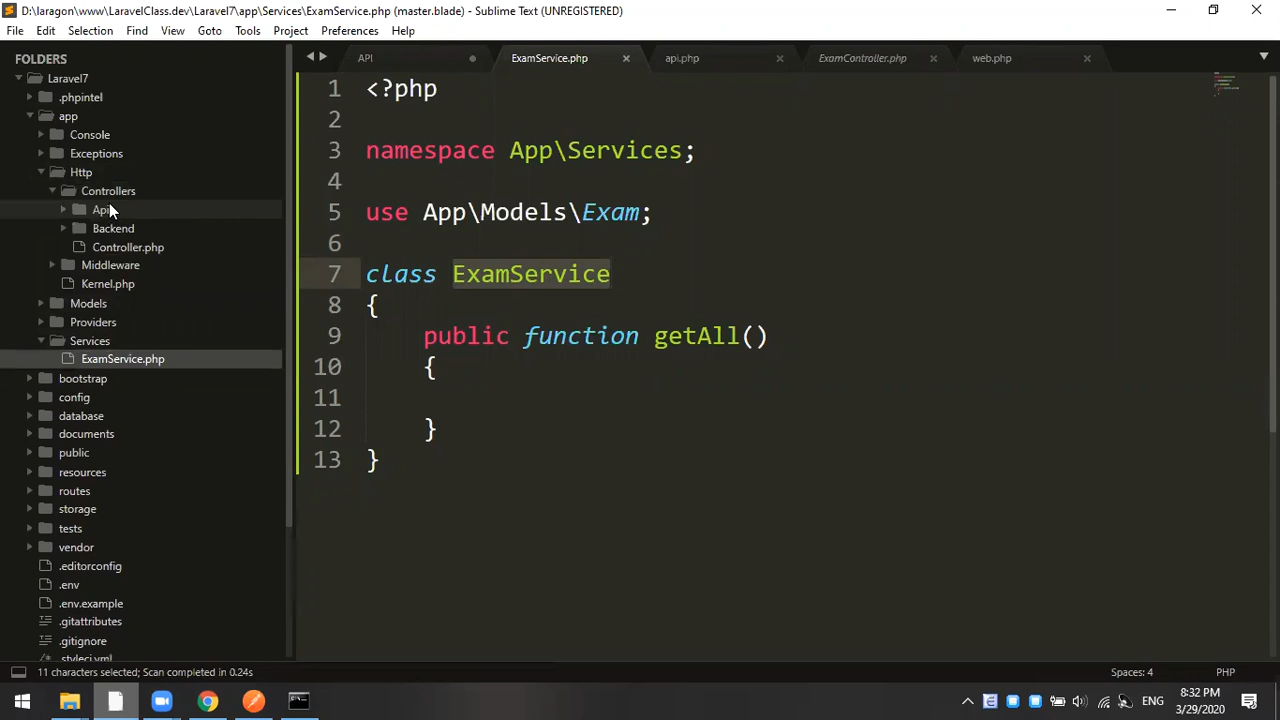 D:\laragon\www\LaravelClass.dev\Laravel7\app\Services\ExamService.php (master.blade) - Sublime Text (UNREGISTERED)
File Edit Selection Find View Goto Tools Project Preferences Help
FOLDERS
Laravel7
.phpintel
app
Console
Exceptions
Http
Controllers
Api
Backend
Controller.php
Middleware
Kernel.php
Models
Providers
Services
ExamService.php
bootstrap
config
database
documents
public
resources
routes
storage
tests
vendor
.editorconfig
.env
.env.example
.gitattributes
.gitignore
.styleci.yml
API ExamService.php api.php ExamController.php web.php
1 <?php
2
3 namespace App\Services;
4
5 use App\Models\Exam;
6
7 class ExamService
8 {
9 public function getAll()
10 {
11
12 }
13 }
11 characters selected; Scan completed in 0.24s Spaces: 4 PHP
ENG
8:32 PM
3/29/2020